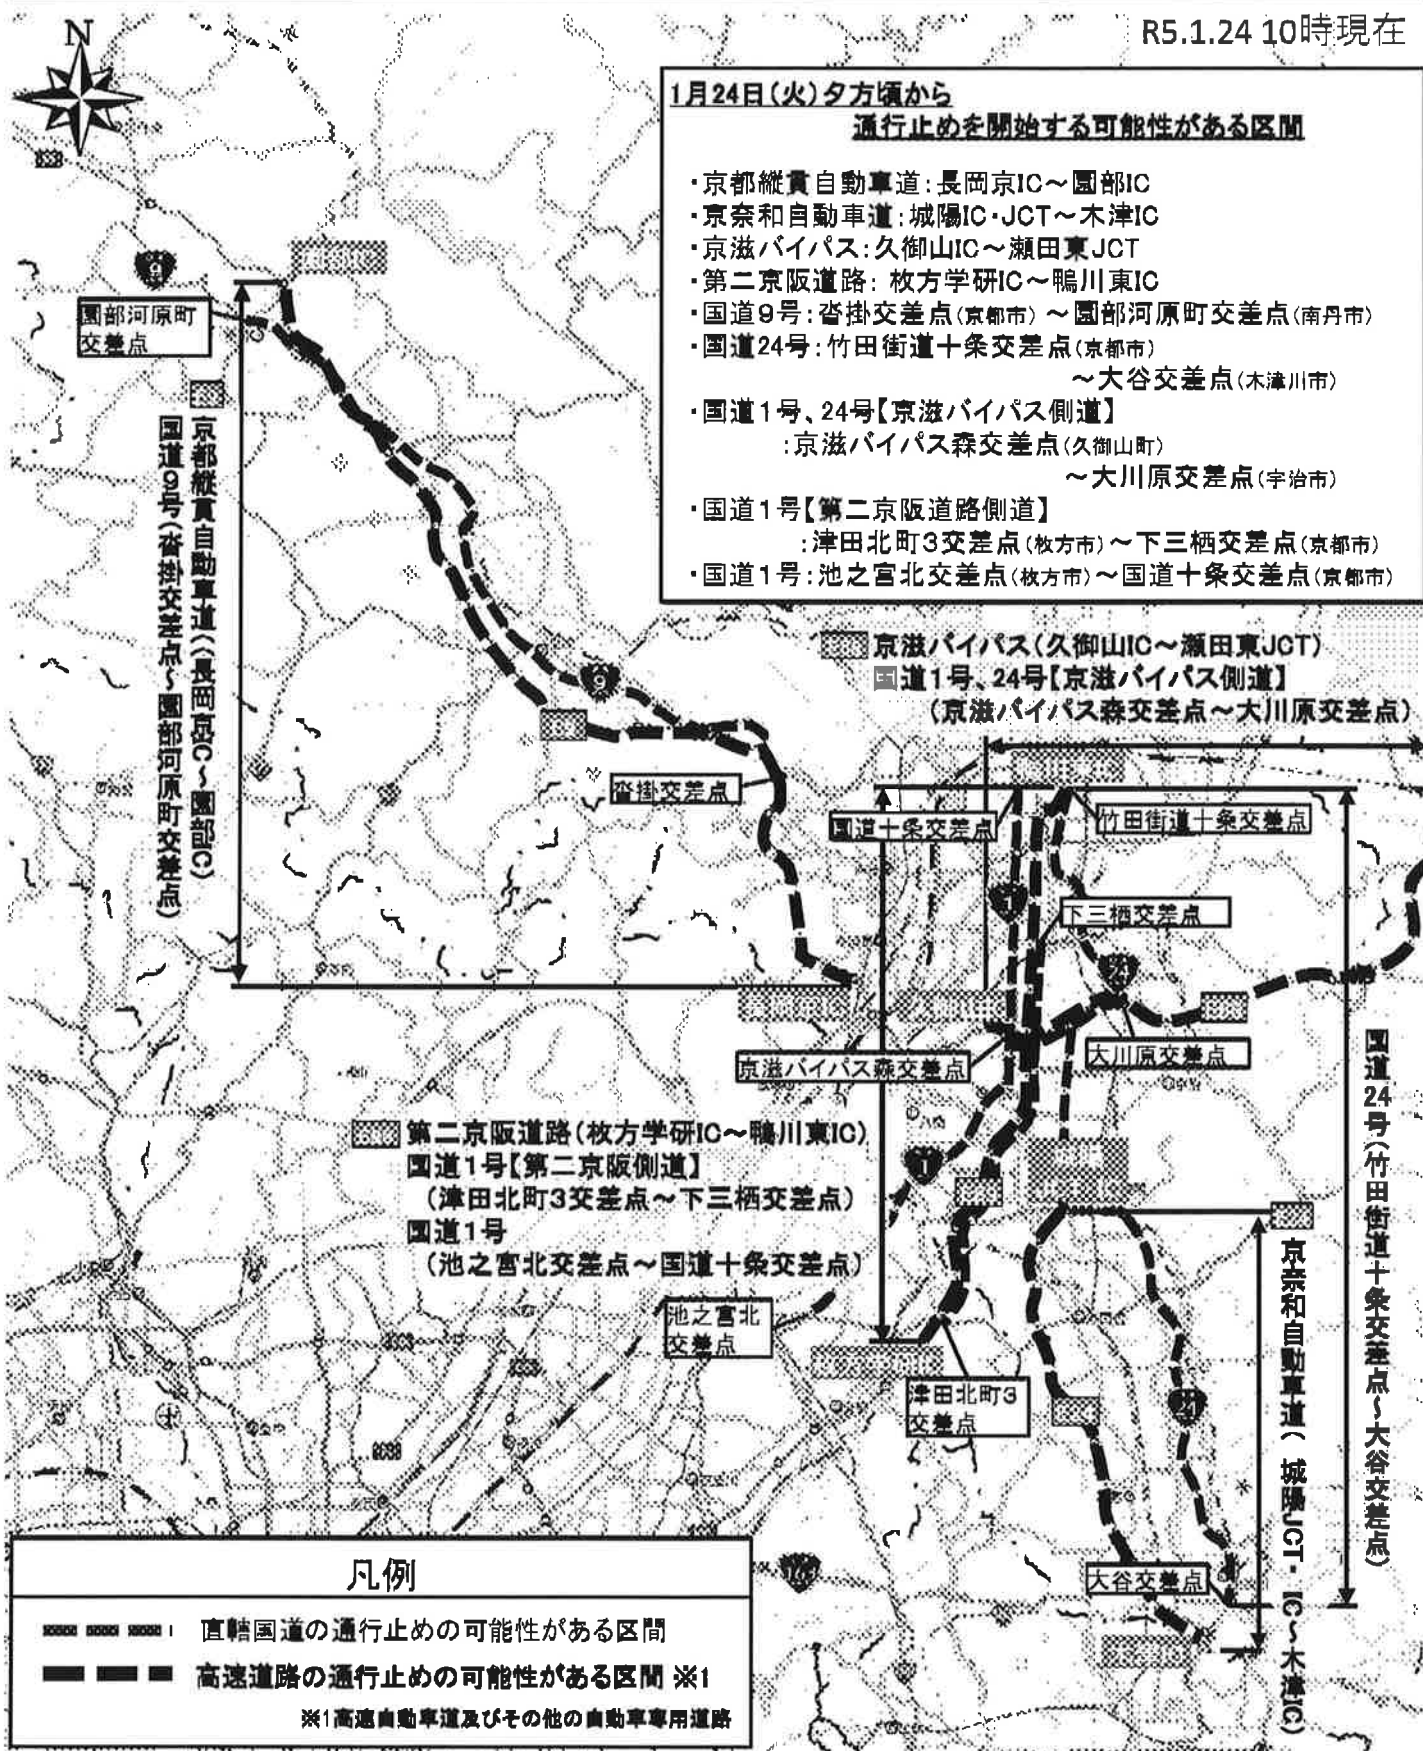 N
R5.1.24 10時現在
1月24日(火)夕方頃から
通行止めを開始する可能性がある区間
・京都縦貫自動車道:長岡京IC～園部IC
・京奈和自動車道:城陽IC・JCT～木津IC
・京滋バイパス:久御山IC～瀬田東JCT
・第二京阪道路: 枚方学研IC～鴨川東IC
・国道9号:沓掛交差点(京都市)～園部河原町交差点(南丹市)
・国道24号:竹田街道十条交差点(京都市)
～大谷交差点(木津川市)
・国道1号、24号【京滋バイパス側道】
:京滋バイパス森交差点(久御山町)
～大川原交差点(宇治市)
・国道1号【第二京阪道路側道】
:津田北町3交差点(枚方市)～下三栖交差点(京都市)
・国道1号:池之宮北交差点(枚方市)～国道十条交差点(京都市)
9
園部河原町
交差点
京都縦貫自動車道((長岡京IC～園部IC)
国道9号(沓掛交差点～園部河原町交差点)
9
沓掛交差点
京滋バイパス(久御山IC～瀬田東JCT)
国道1号、24号【京滋バイパス側道】
(京滋バイパス森交差点～大川原交差点)
国道十条交差点
竹田街道十条交差点
1
下三栖交差点
24
大川原交差点
京滋バイパス森交差点
国道24号(竹田街道十条交差点～大谷交差点)
第二京阪道路(枚方学研IC～鴨川東IC)
国道1号【第二京阪側道】
(津田北町3交差点～下三栖交差点)
国道1号
(池之宮北交差点～国道十条交差点)
1
池之宮北
交差点
津田北町3
交差点
24
京奈和自動車道( 城陽JCT・IC～木津IC)
大谷交差点
凡例
直轄国道の通行止めの可能性がある区間
高速道路の通行止めの可能性がある区間 ※1
※1高速自動車道及びその他の自動車専用道路